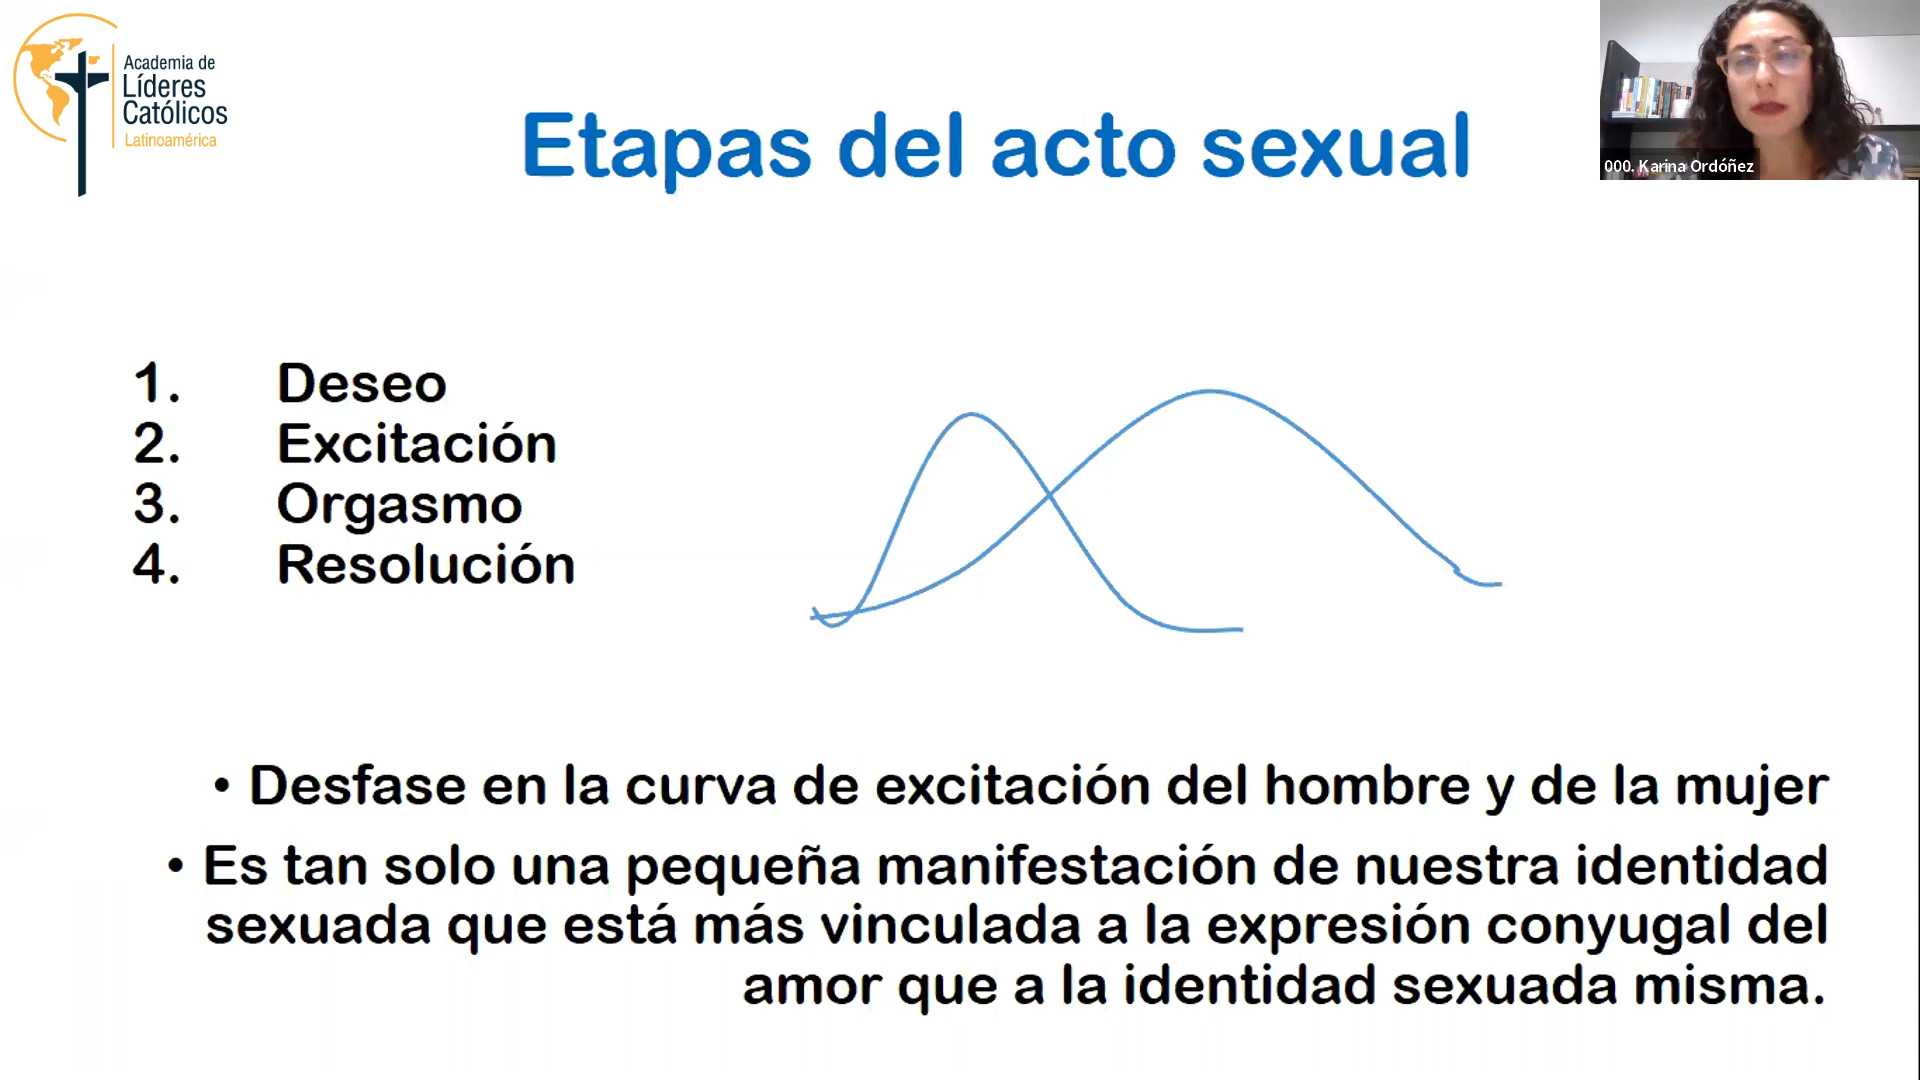 Academia de
Líderes
Católicos
Latinoamérica
Etapas del acto sexual
000. Karina Ordóñez
1. Deseo
2. Excitación
3. Orgasmo
4. Resolución
• Desfase en la curva de excitación del hombre y de la mujer
• Es tan solo una pequeña manifestación de nuestra identidad
sexuada que está más vinculada a la expresión conyugal del
amor que a la identidad sexuada misma.